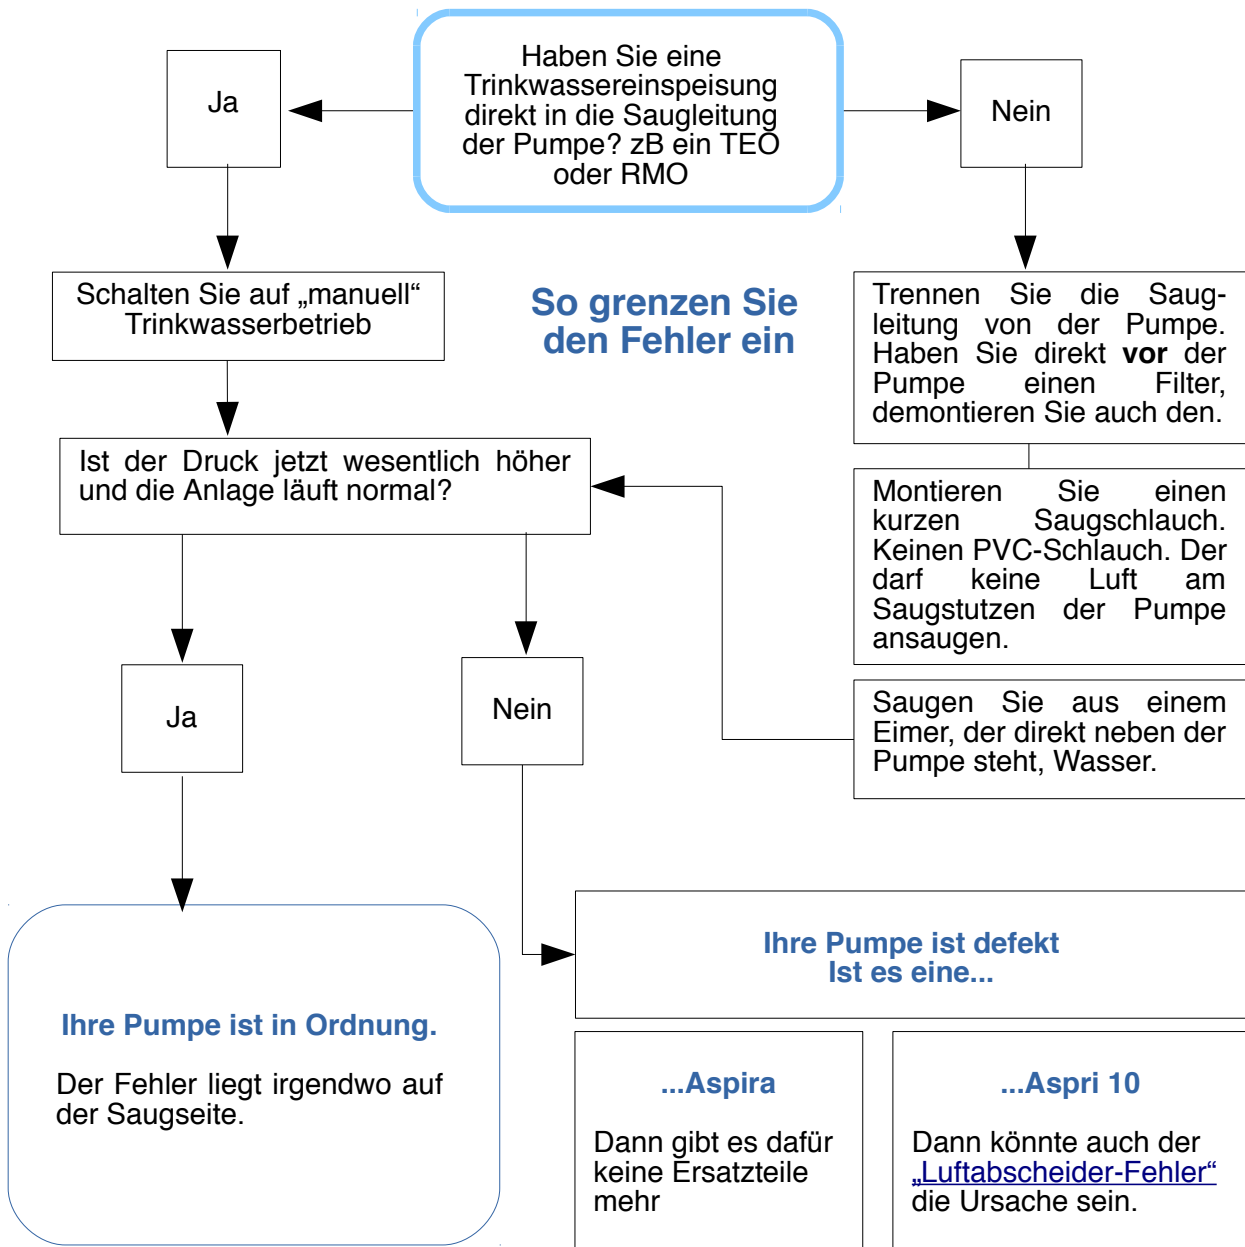 Haben Sie eine
Trinkwassereinspeisung
direkt in die Saugleitung
der Pumpe? zB ein TEO
oder RMO
Ja
Nein
Schalten Sie auf „manuell“
Trinkwasserbetrieb
So grenzen Sie
den Fehler ein
Trennen Sie die Saug-
leitung von der Pumpe.
Haben Sie direkt vor der
Pumpe einen Filter,
demontieren Sie auch den.
Ist der Druck jetzt wesentlich höher
und die Anlage läuft normal?
Montieren Sie einen
kurzen Saugschlauch.
Keinen PVC-Schlauch. Der
darf keine Luft am
Saugstutzen der Pumpe
ansaugen.
Ja
Nein
Saugen Sie aus einem
Eimer, der direkt neben der
Pumpe steht, Wasser.
Ihre Pumpe ist in Ordnung.
Der Fehler liegt irgendwo auf
der Saugseite.
Ihre Pumpe ist defekt
Ist es eine...
...Aspira
Dann gibt es dafür
keine Ersatzteile
mehr
...Aspri 10
Dann könnte auch der
„Luftabscheider-Fehler“
die Ursache sein.